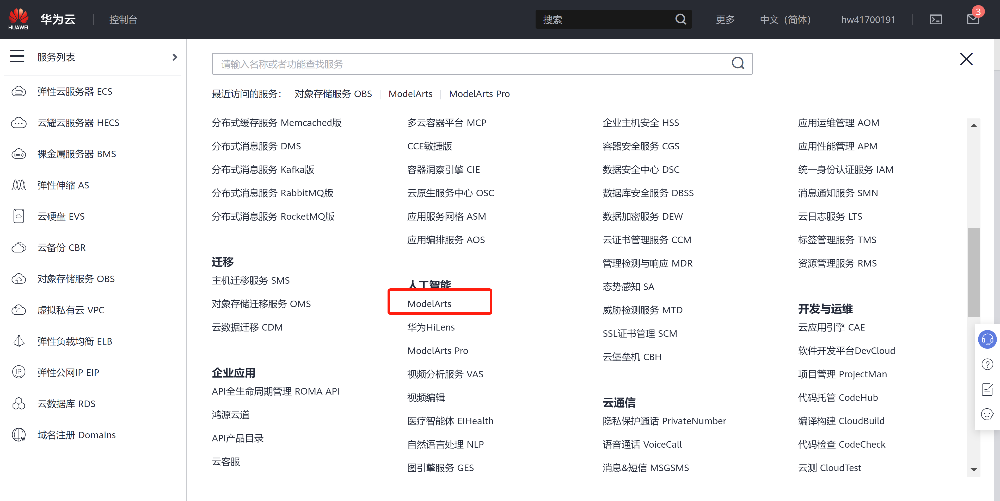 HUAWEI
华为云
控制台
搜索
更多
中文（简体）
hw41700191
3
服务列表
弹性云服务器 ECS
云耀云服务器 HECS
裸金属服务器 BMS
弹性伸缩 AS
云硬盘 EVS
云备份 CBR
对象存储服务 OBS
虚拟私有云 VPC
弹性负载均衡 ELB
IP
弹性公网IP EIP
云数据库 RDS
W
域名注册 Domains
请输入名称或者功能查找服务
最近访问的服务： 对象存储服务 OBS ModelArts ModelArts Pro
分布式缓存服务 Memcached版
分布式消息服务 DMS
分布式消息服务 Kafka版
分布式消息服务 RabbitMQ版
分布式消息服务 RocketMQ版
迁移
主机迁移服务 SMS
对象存储迁移服务 OMS
云数据迁移 CDM
企业应用
API全生命周期管理 ROMA API
鸿源云道
API产品目录
云客服
多云容器平台 MCP
CCE敏捷版
容器洞察引擎 CIE
云原生服务中心 OSC
应用服务网格 ASM
应用编排服务 AOS
人工智能
ModelArts
华为HiLens
ModelArts Pro
视频分析服务 VAS
视频编辑
医疗智能体 EIHealth
自然语言处理 NLP
图引擎服务 GES
企业主机安全 HSS
容器安全服务 CGS
数据安全中心 DSC
数据库安全服务 DBSS
数据加密服务 DEW
云证书管理服务 CCM
管理检测与响应 MDR
态势感知 SA
威胁检测服务 MTD
SSL证书管理 SCM
云堡垒机 CBH
云通信
隐私保护通话 PrivateNumber
语音通话 VoiceCall
消息&短信 MSGSMS
应用运维管理 AOM
应用性能管理 APM
统一身份认证服务 IAM
消息通知服务 SMN
云日志服务 LTS
标签管理服务 TMS
资源管理服务 RMS
开发与运维
云应用引擎 CAE
软件开发平台DevCloud
项目管理 ProjectMan
代码托管 CodeHub
编译构建 CloudBuild
代码检查 CodeCheck
云测 CloudTest